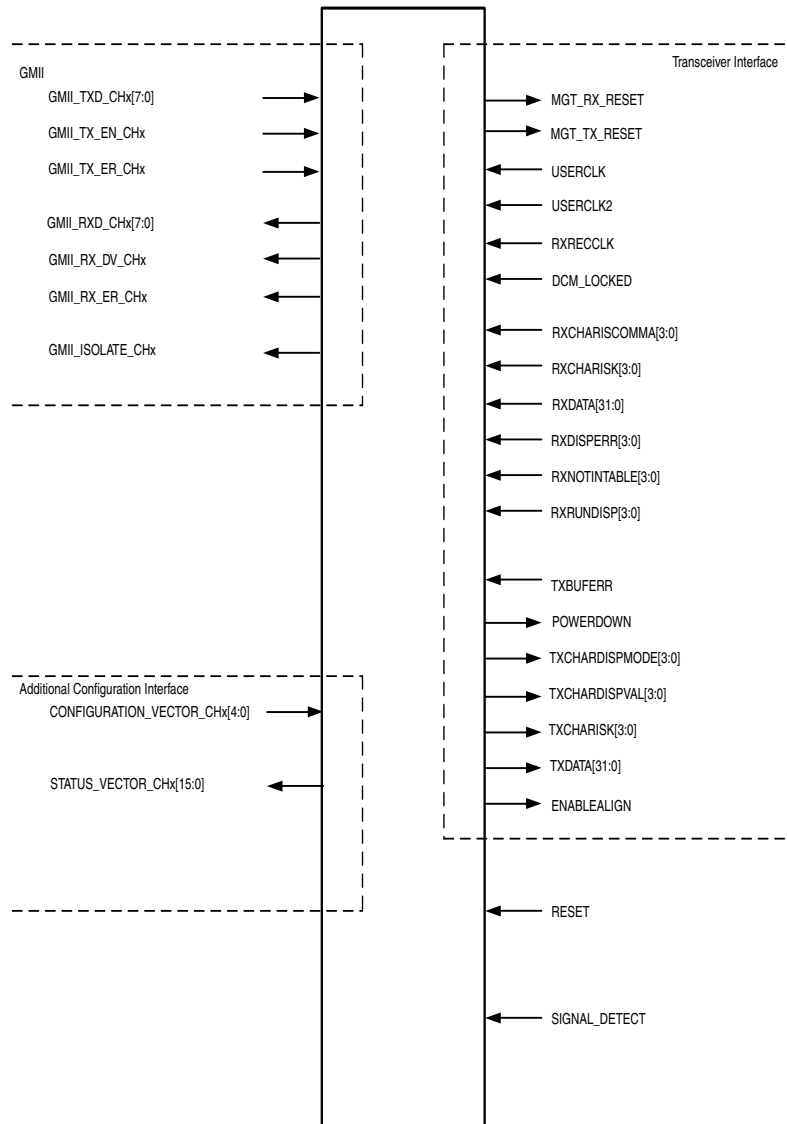 GMII
GMII_TXD_CHx[7:0]
GMII_TX_EN_CHx
GMII_TX_ER_CHx
GMII_RXD_CHx[7:0]
GMII_RX_DV_CHx
GMII_RX_ER_CHx
GMII_ISOLATE_CHx
Additional Configuration Interface
CONFIGURATION_VECTOR_CHx[4:0]
STATUS_VECTOR_CHx[15:0]
Transceiver Interface
MGT_RX_RESET
MGT_TX_RESET
USERCLK
USERCLK2
RXRECCLK
DCM_LOCKED
RXCHARISCOMMA[3:0]
RXCHARISK[3:0]
RXDATA[31:0]
RXDISPERR[3:0]
RXNOTINTABLE[3:0]
RXRUNDISP[3:0]
TXBUFERR
POWERDOWN
TXCHARDISPMODE[3:0]
TXCHARDISPVAL[3:0]
TXCHARISK[3:0]
TXDATA[31:0]
ENABLEALIGN
RESET
SIGNAL_DETECT